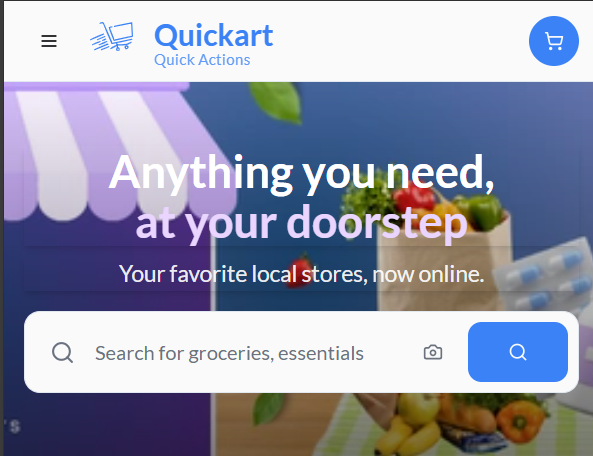 Quickart
Quick Actions
Anything you need,
at your doorstep
Your favorite local stores, now online.
Search for groceries, essentials